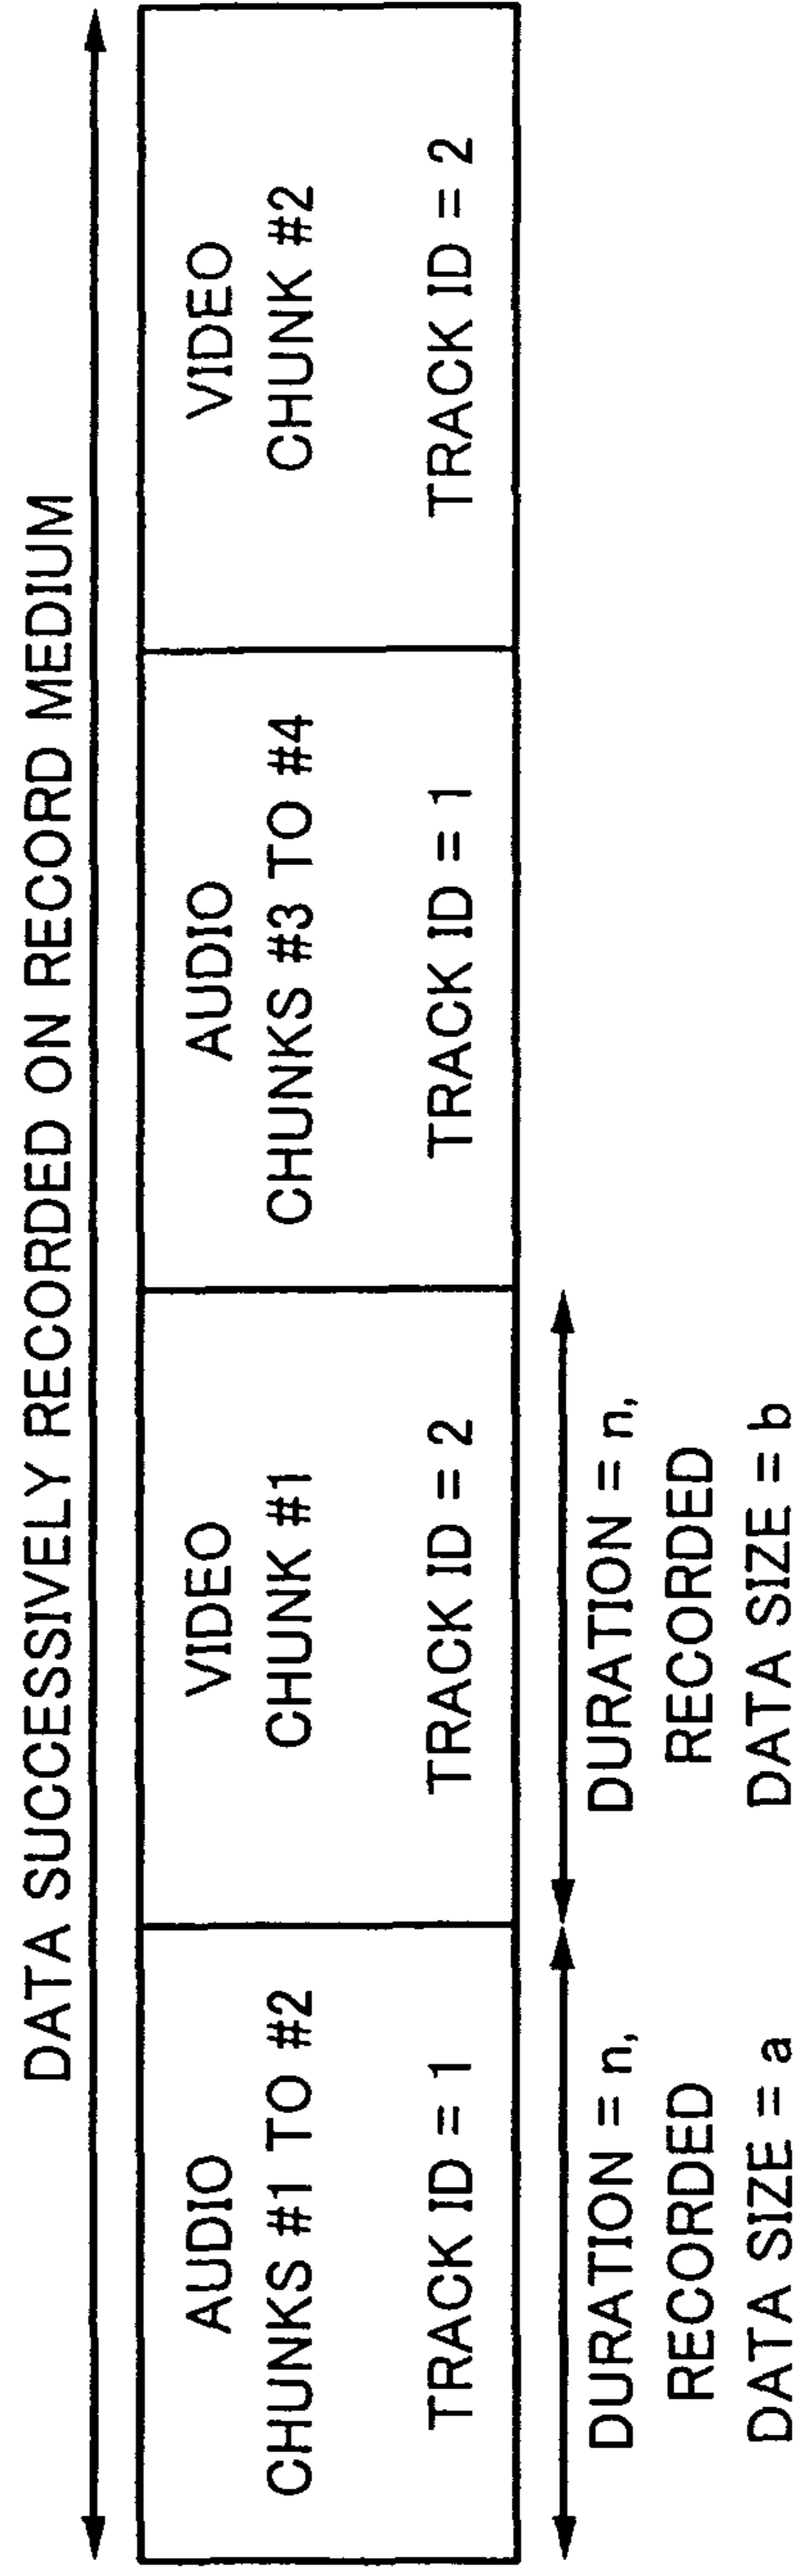 DATA SUCCESSIVELY RECORDED ON RECORD MEDIUM
AUDIO
CHUNKS #1 TO #2
TRACK ID = 1
VIDEO
CHUNK #1
TRACK ID = 2
AUDIO
CHUNKS #3 TO #4
TRACK ID = 1
VIDEO
CHUNK #2
TRACK ID = 2
DURATION = n,
RECORDED
DATA SIZE = a
DURATION = n,
RECORDED
DATA SIZE = b